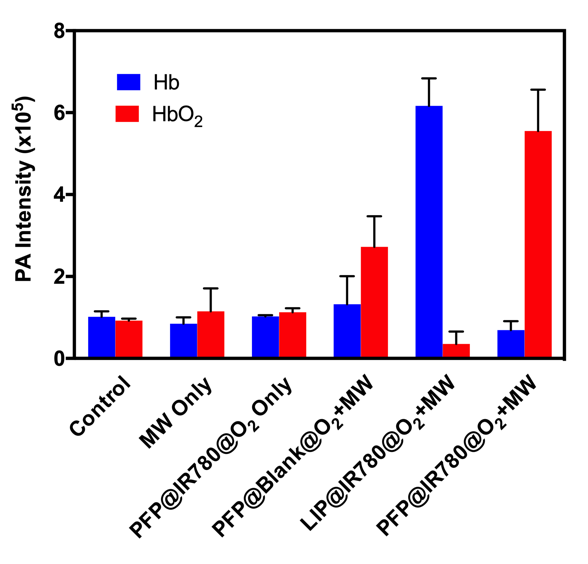 8
6
4
2
0
PA Intensity (x10⁵)
Hb
HbO₂
Control
MW Only
PFP@IR780@O₂ Only
PFP@Blank@O₂+MW
LIP@IR780@O₂+MW
PFP@IR780@O₂+MW